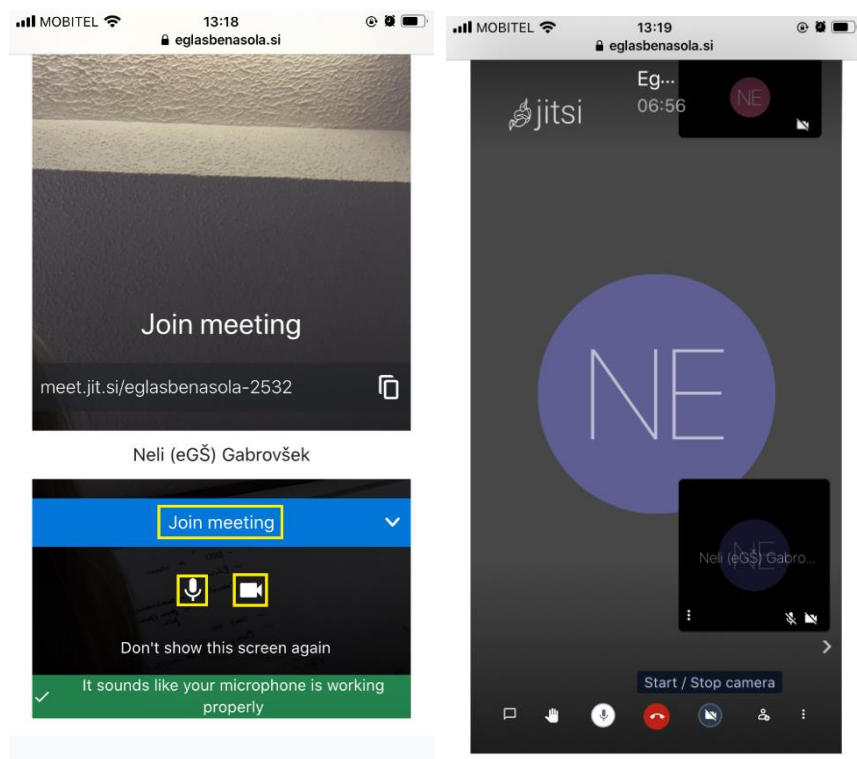 MOBITEL 13:18
eglasbenasola.si
Join meeting
meet.jit.si/eglasbenasola-2532
Neli (eGŠ) Gabrovšek
Join meeting
Don't show this screen again
It sounds like your microphone is working
properly
MOBITEL 13:19
eglasbenasola.si
Eg...
06:56
NE
jitsi
NE
NE
Neli (eGŠ) Gabro...
Start / Stop camera